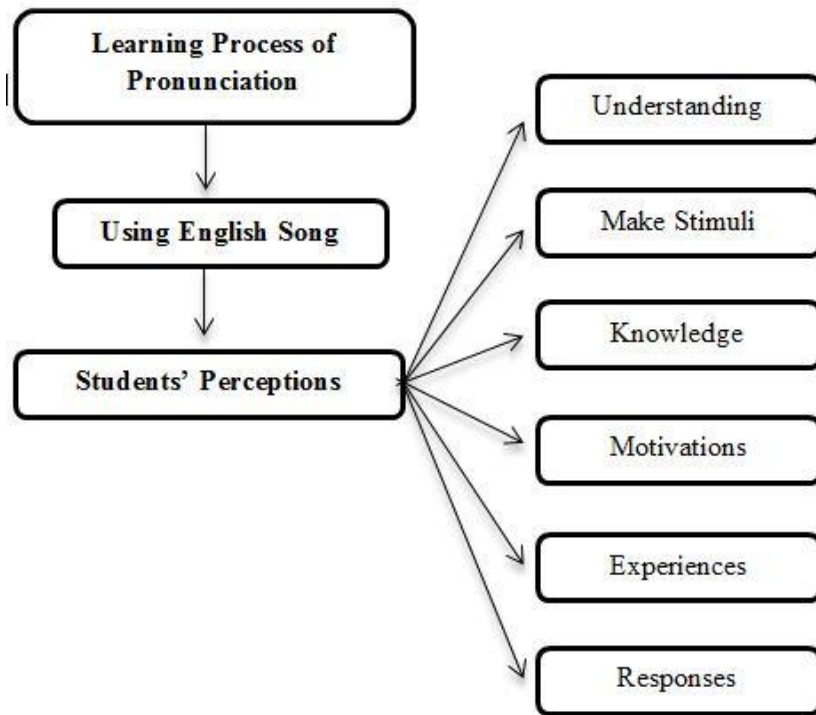 Learning Process of
Pronunciation
Using English Song
Students’ Perceptions
Understanding
Make Stimuli
Knowledge
Motivations
Experiences
Responses